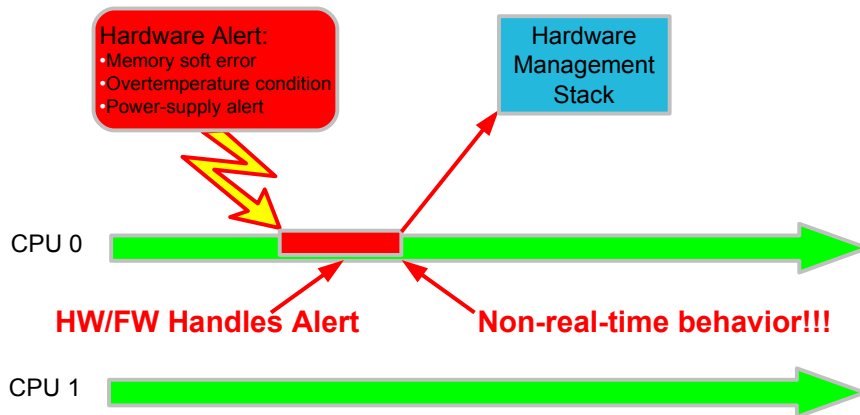 Hardware Alert:
•Memory soft error
•Overtemperature condition
•Power-supply alert
Hardware
Management
Stack
CPU 0
HW/FW Handles Alert
Non-real-time behavior!!!
CPU 1